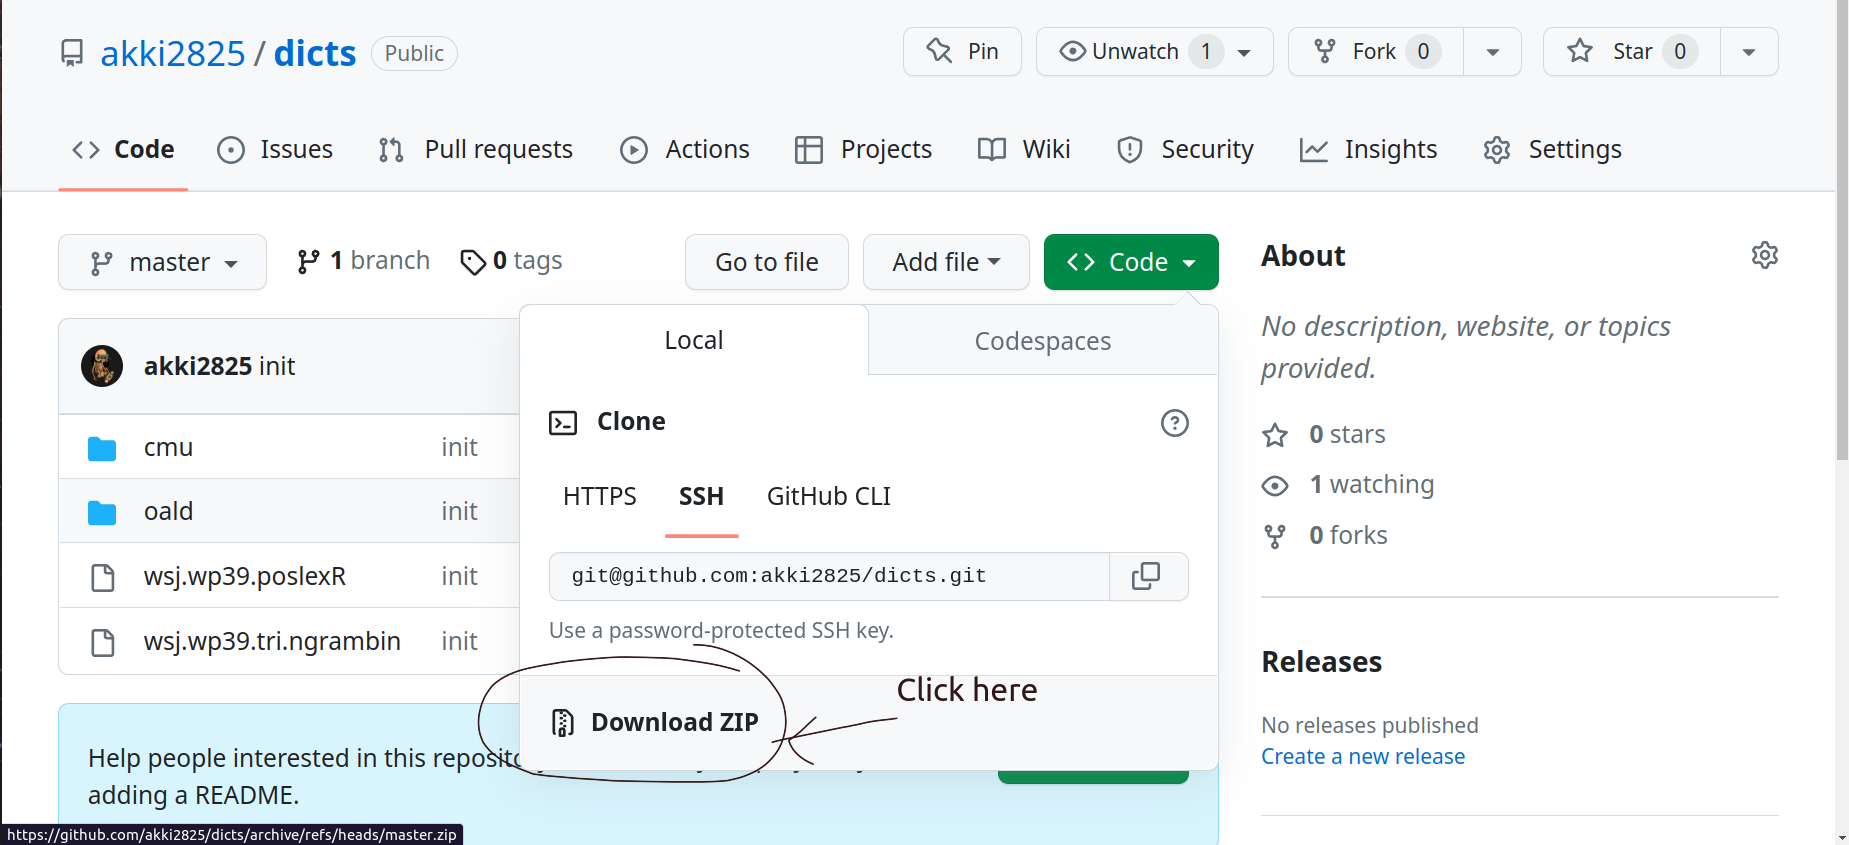 akki2825 / dicts Public
Pin
Unwatch 1
Fork 0
Star 0
Code
Issues
Pull requests
Actions
Projects
Wiki
Security
Insights
Settings
master
1 branch
0 tags
Go to file
Add file
Code
About
No description, website, or topics
provided.
0 stars
1 watching
0 forks
Releases
No releases published
Create a new release
akki2825 init
cmu init
oald init
wsj.wp39.poslexR init
wsj.wp39.tri.ngrambin init
Local
Codespaces
Clone
HTTPS
SSH
GitHub CLI
git@github.com:akki2825/dicts.git
Use a password-protected SSH key.
Download ZIP
Click here
Help people interested in this
adding a README.
https://github.com/akki2825/dicts/archive/refs/heads/master.zip